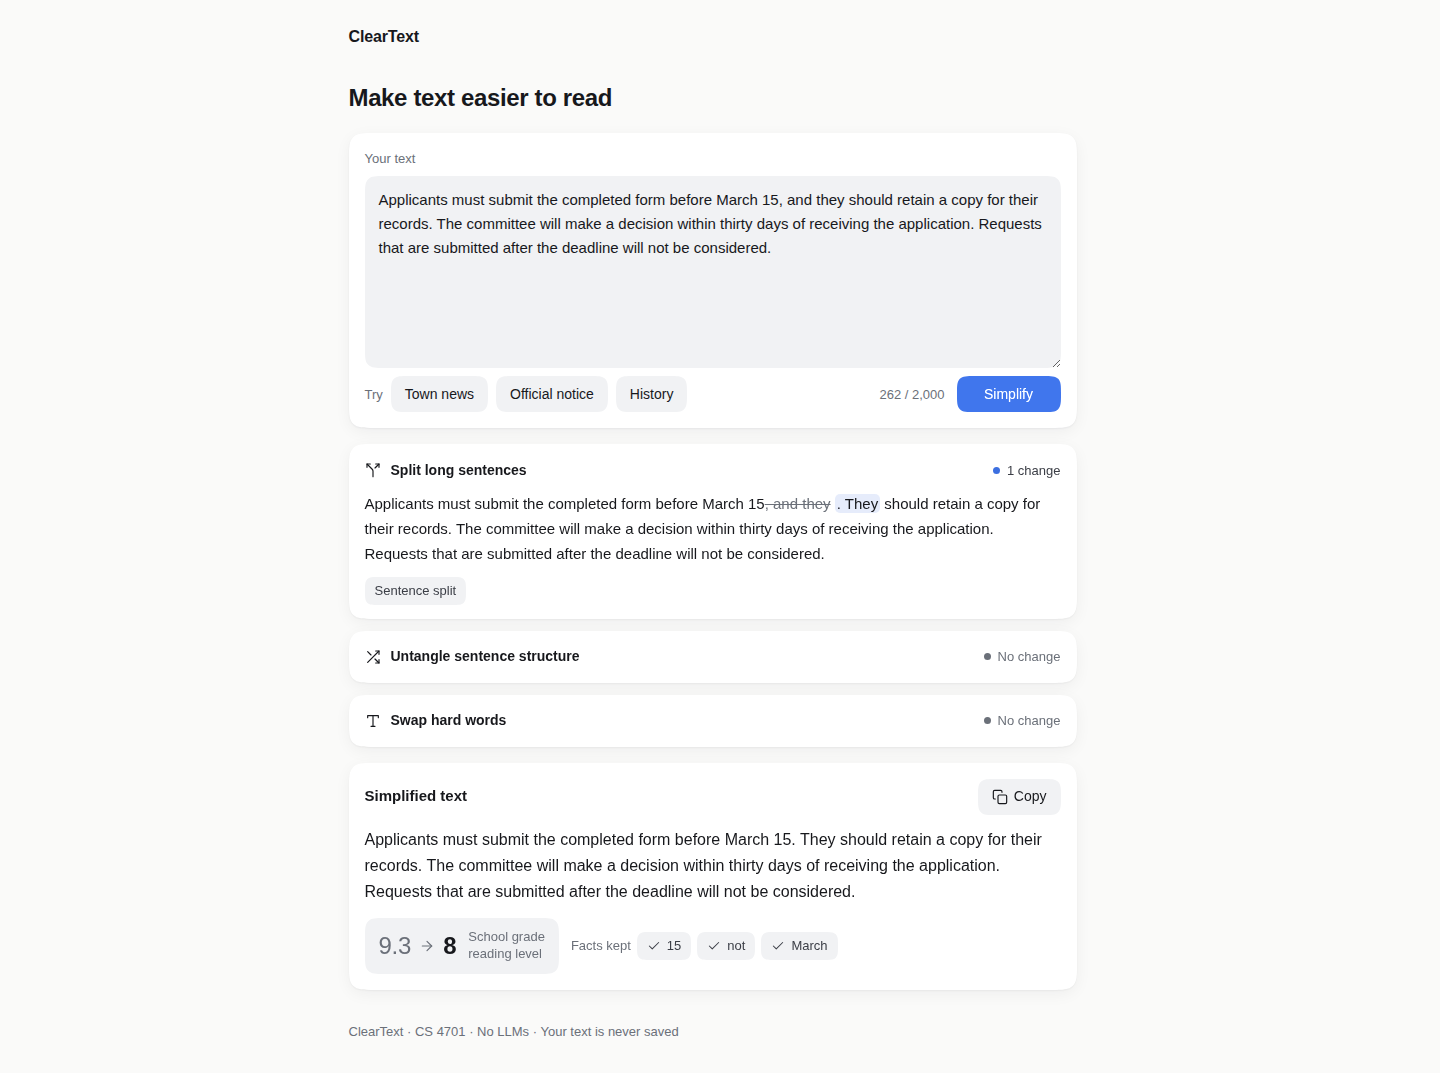 ClearText
Make text easier to read
Your text
Applicants must submit the completed form before March 15, and they should retain a copy for their
records. The committee will make a decision within thirty days of receiving the application. Requests
that are submitted after the deadline will not be considered.
Try Town news Official notice History 262 / 2,000 Simplify
Split long sentences 1 change
Applicants must submit the completed form before March 15, and they . They should retain a copy for
their records. The committee will make a decision within thirty days of receiving the application.
Requests that are submitted after the deadline will not be considered.
Sentence split
Untangle sentence structure No change
Swap hard words No change
Simplified text Copy
Applicants must submit the completed form before March 15. They should retain a copy for their
records. The committee will make a decision within thirty days of receiving the application.
Requests that are submitted after the deadline will not be considered.
9.3 → 8 School grade
reading level
Facts kept 15 not March
ClearText · CS 4701 · No LLMs · Your text is never saved